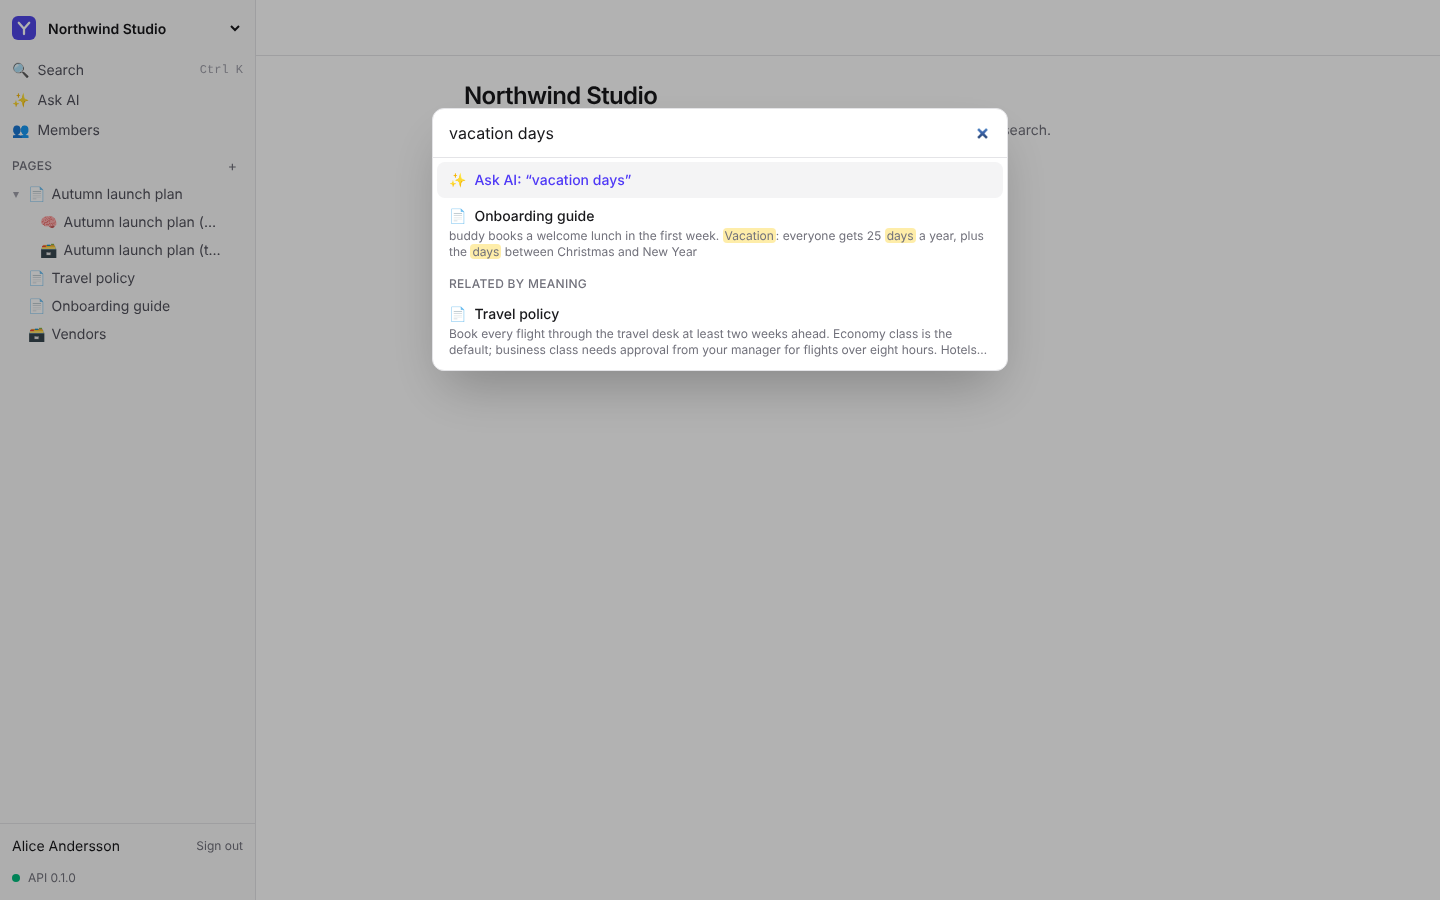 Northwind Studio
Search Ctrl K
Ask AI
Members
PAGES +
Autumn launch plan
Autumn launch plan (...
Autumn launch plan (t...
Travel policy
Onboarding guide
Vendors
Alice Andersson Sign out
API 0.1.0
Northwind Studio
search.
vacation days
Ask AI: “vacation days”
Onboarding guide
buddy books a welcome lunch in the first week. Vacation: everyone gets 25 days a year, plus
the days between Christmas and New Year
RELATED BY MEANING
Travel policy
Book every flight through the travel desk at least two weeks ahead. Economy class is the
default; business class needs approval from your manager for flights over eight hours. Hotels...